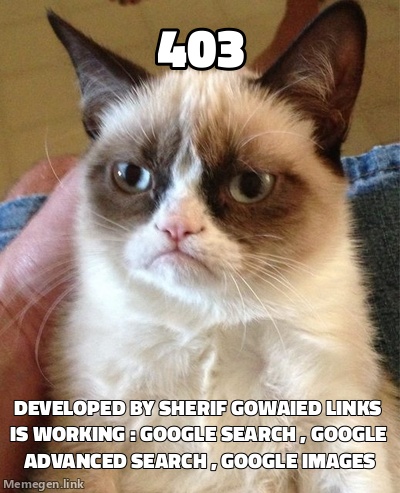 403
DEVELOPED BY SHERIF GOWAIED LINKS
IS WORKING : GOOGLE SEARCH , GOOGLE
ADVANCED SEARCH , GOOGLE IMAGES
Memegen.link